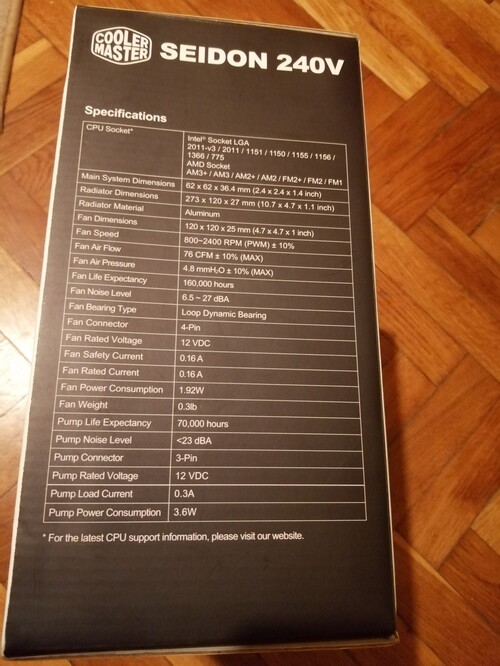 COOLER
MASTER
SEIDON 240V
Specifications
CPU Socket*
Intel® Socket LGA
2011-v3 / 2011 / 1151 / 1150 / 1155 / 1156 /
1366 / 775
AMD Socket
AM3+ / AM3 / AM2+ / AM2 / FM2+ / FM2 / FM1
Main System Dimensions 62 x 62 x 36.4 mm (2.4 x 2.4 x 1.4 inch)
Radiator Dimensions 273 x 120 x 27 mm (10.7 x 4.7 x 1.1 inch)
Radiator Material Aluminum
Fan Dimensions 120 x 120 x 25 mm (4.7 x 4.7 x 1 inch)
Fan Speed 800~2400 RPM (PWM) ± 10%
Fan Air Flow 76 CFM ± 10% (MAX)
Fan Air Pressure 4.8 mmH₂O ± 10% (MAX)
Fan Life Expectancy 160,000 hours
Fan Noise Level 6.5 ~ 27 dBA
Fan Bearing Type Loop Dynamic Bearing
Fan Connector 4-Pin
Fan Rated Voltage 12 VDC
Fan Safety Current 0.16 A
Fan Rated Current 0.16 A
Fan Power Consumption 1.92W
Fan Weight 0.3lb
Pump Life Expectancy 70,000 hours
Pump Noise Level <23 dBA
Pump Connector 3-Pin
Pump Rated Voltage 12 VDC
Pump Load Current 0.3A
Pump Power Consumption 3.6W
* For the latest CPU support information, please visit our website.